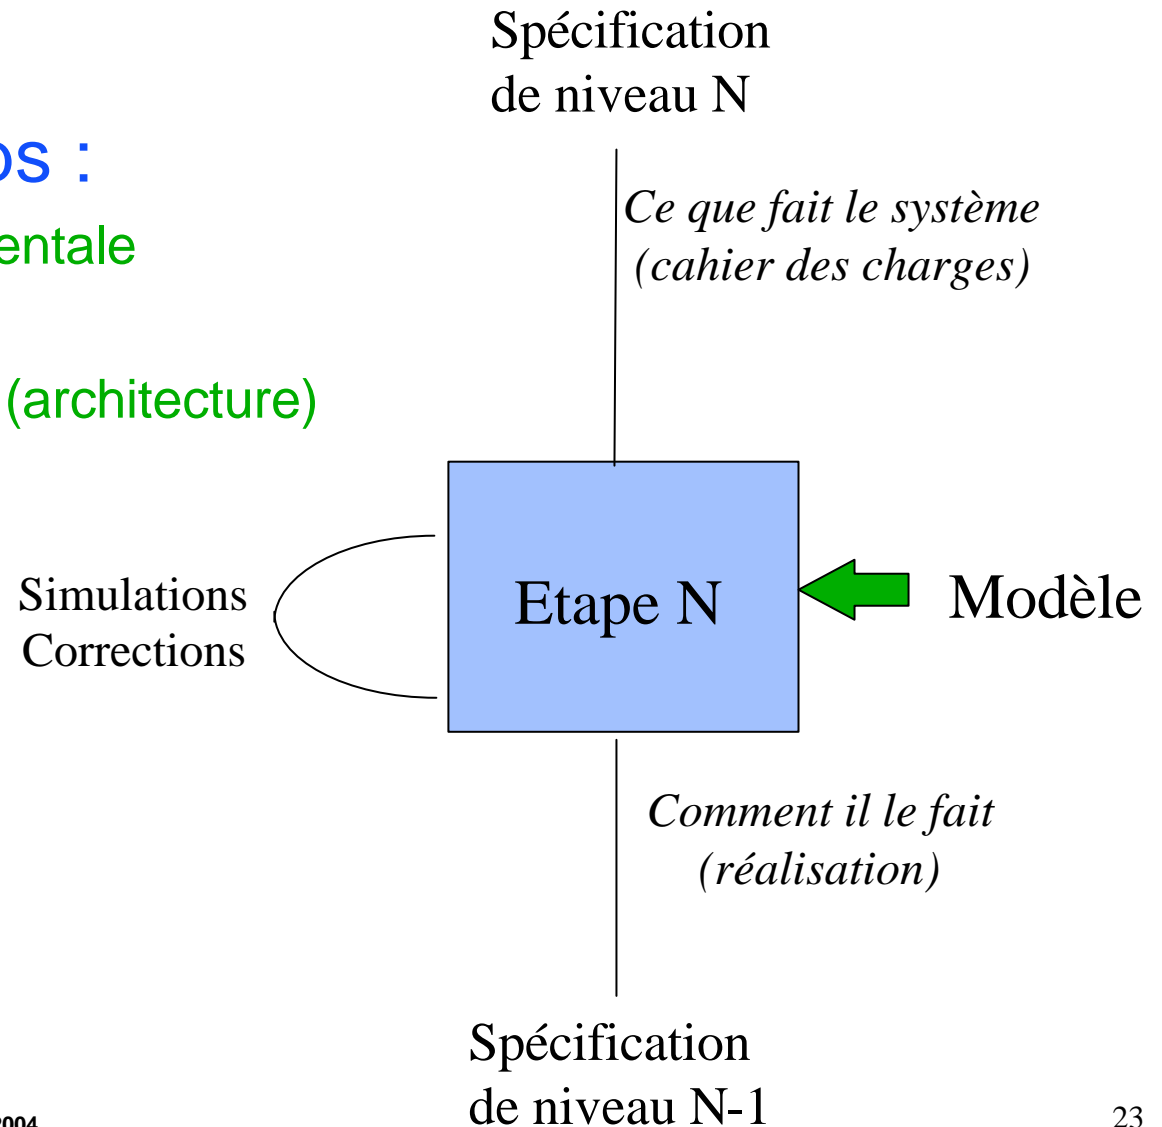 Spécification
de niveau N
os :
Ce que fait le système
entale
(cahier des charges)
(architecture)
Simulations
Corrections
Etape N
Modèle
Comment il le fait
(réalisation)
Spécification
de niveau N-1
2004
23